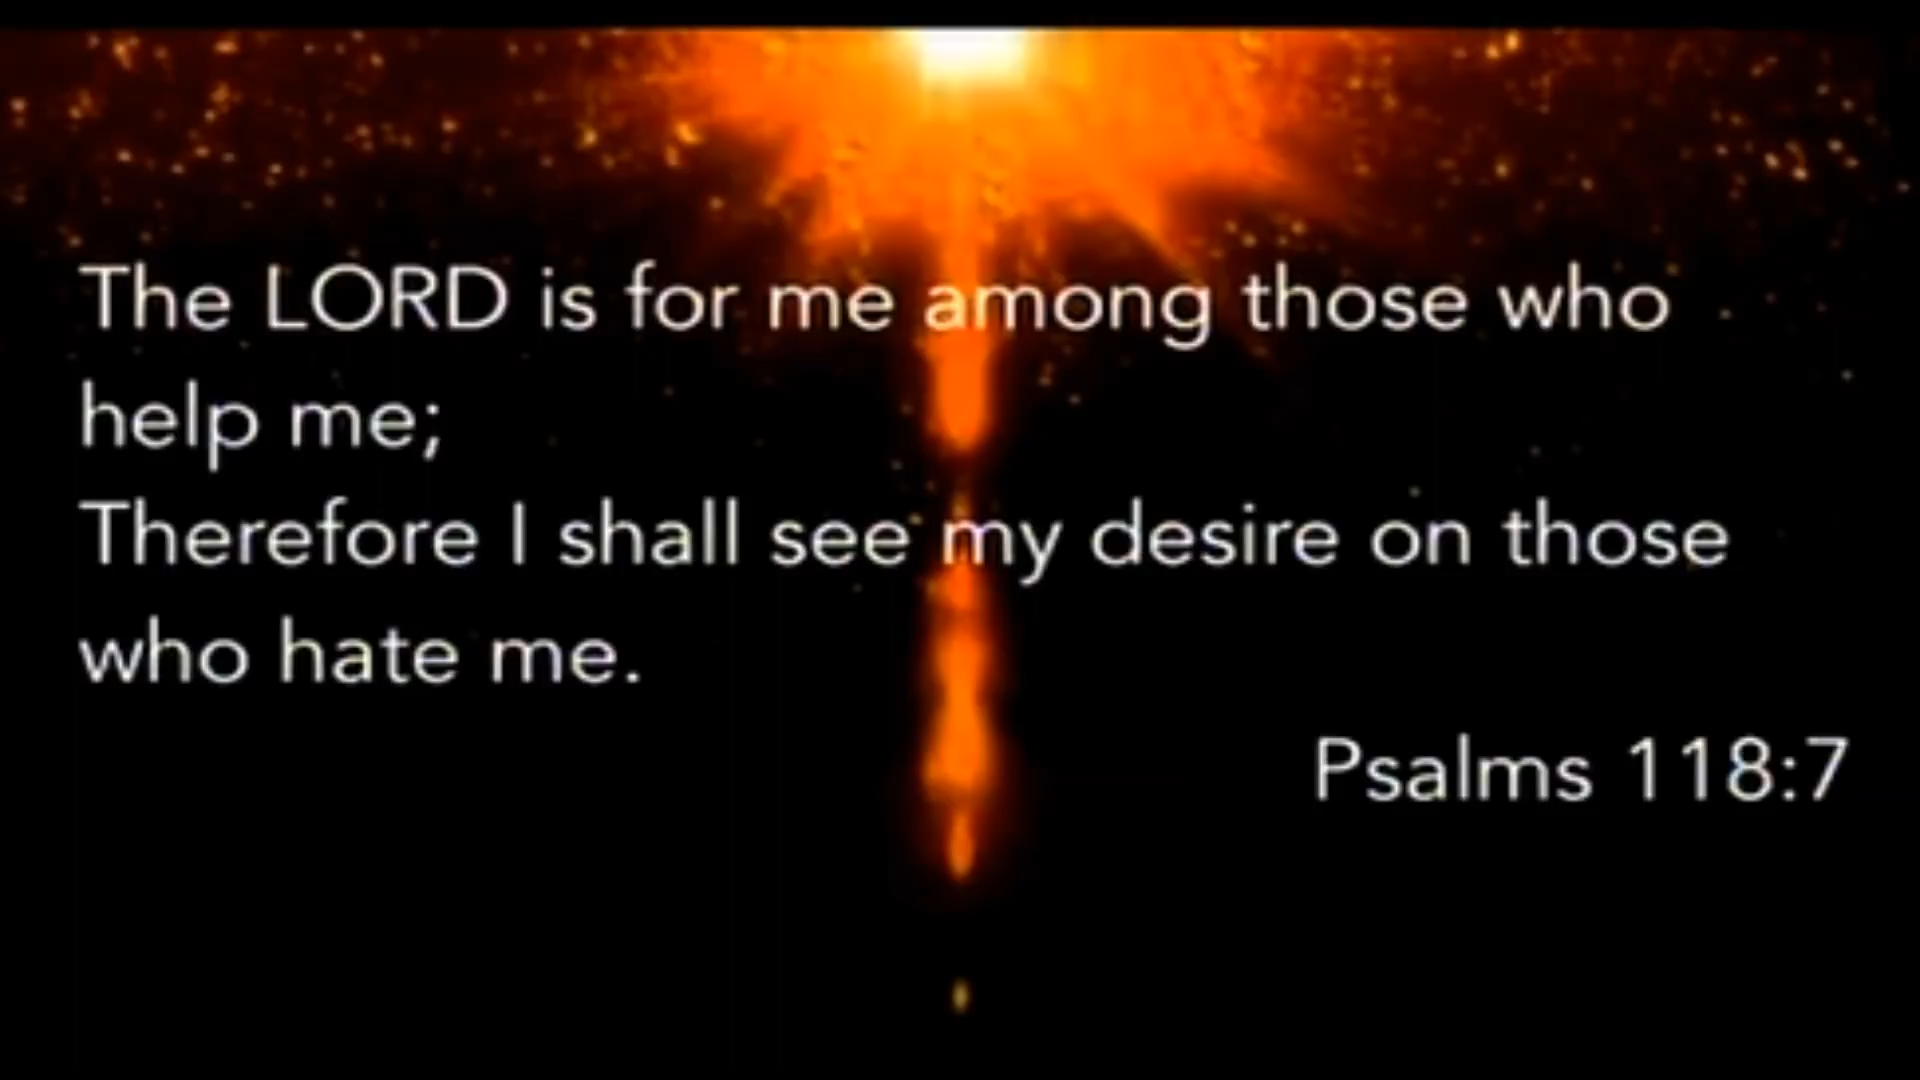 The LORD is for me among those who
help me;
Therefore I shall see my desire on those
who hate me.
Psalms 118:7